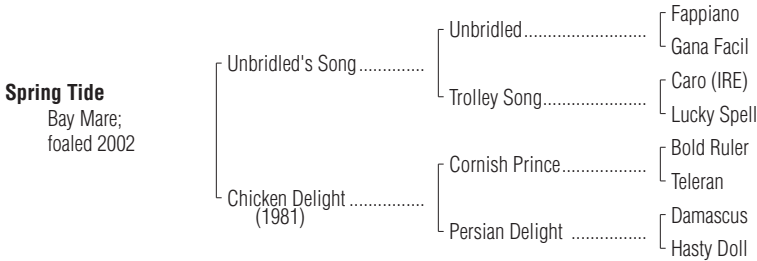 Fappiano
Unbridled..........................
Gana Facil
Unbridled's Song..............
Caro (IRE)
Trolley Song......................
Lucky Spell
Spring Tide
Bay Mare;
foaled 2002
Bold Ruler
Cornish Prince..................
Teleran
Chicken Delight ................
(1981)
Damascus
Persian Delight ................
Hasty Doll